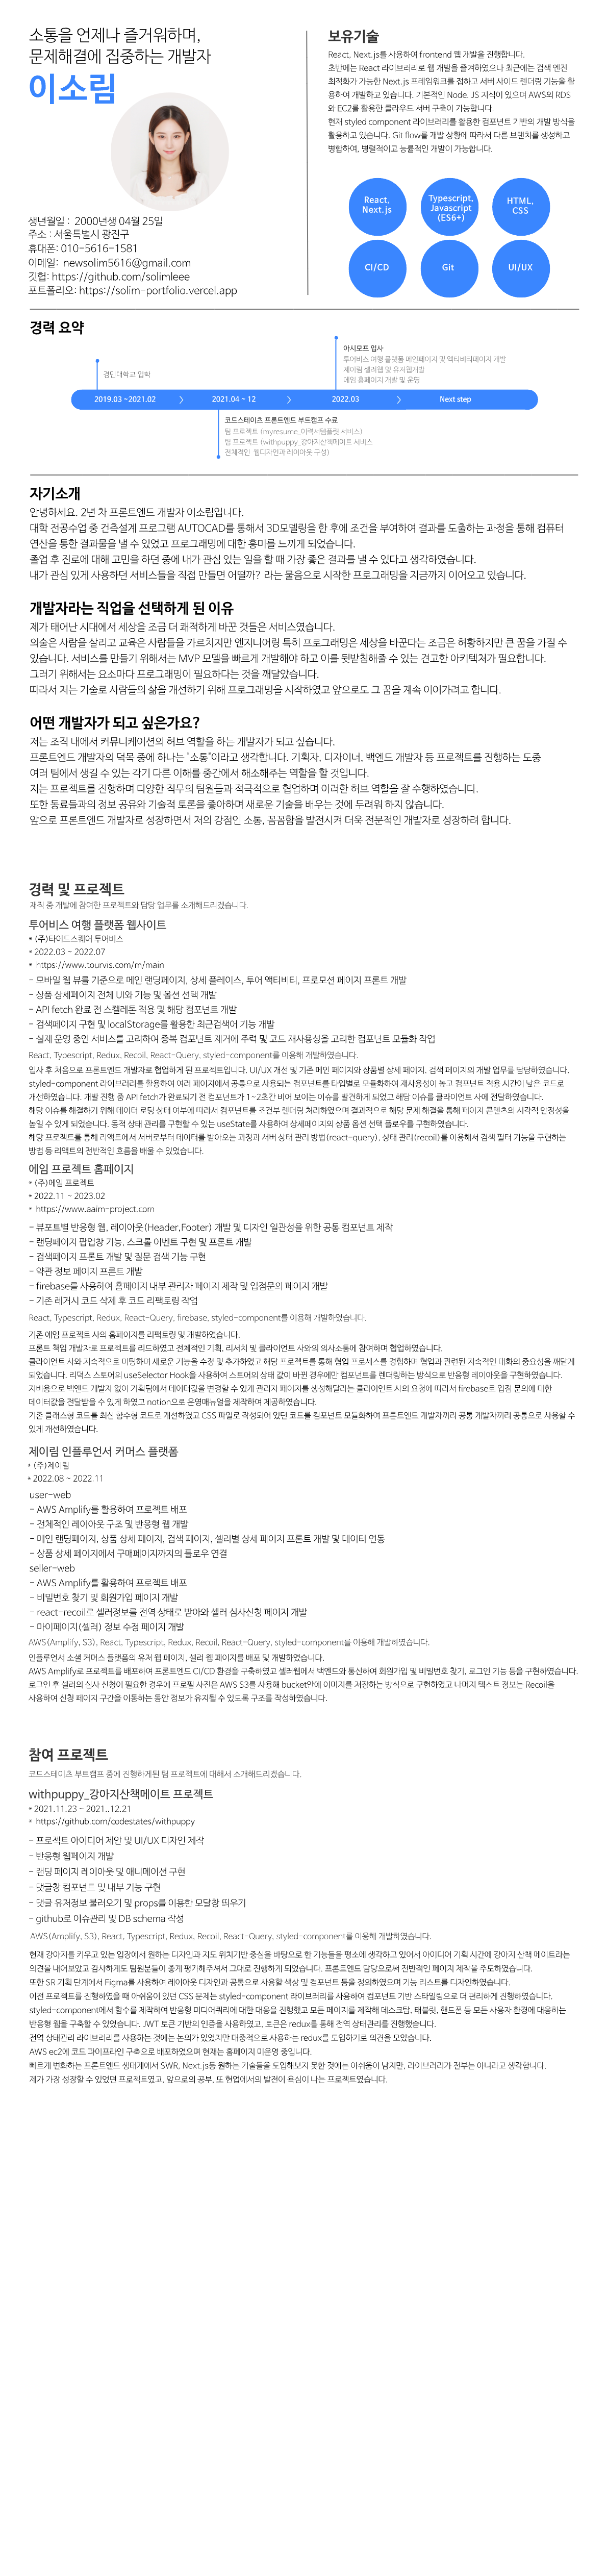 소통을 언제나 즐거워하며,
문제해결에 집중하는 개발자
이소림
생년월일 : 2000년생 04월 25일
주소 : 서울특별시 광진구
휴대폰: 010-5616-1581
이메일: newsolim5616@gmail.com
깃헙: https://github.com/solimleee
포트폴리오: https://solim-portfolio.vercel.app
보유기술
React, Next.js를 사용하여 frontend 웹 개발을 진행합니다.
초반에는 React 라이브러리로 웹 개발을 즐겨하였으나 최근에는 검색 엔진
최적화가 가능한 Next.js 프레임워크를 접하고 서버 사이드 렌더링 기능을 활
용하여 개발하고 있습니다. 기본적인 Node. JS 지식이 있으며 AWS의 RDS
와 EC2를 활용한 클라우드 서버 구축이 가능합니다.
현재 styled component 라이브러리를 활용한 컴포넌트 기반의 개발 방식을
활용하고 있습니다. Git flow를 개발 상황에 따라서 다른 브랜치를 생성하고
병합하여, 병렬적이고 능률적인 개발이 가능합니다.
React,
Next.js
Typescript,
Javascript
(ES6+)
HTML,
CSS
CI/CD
Git
UI/UX
경력 요약
아시모프 입사
투어비스 여행 플랫폼 메인페이지 및 액티비티페이지 개발
제이림 셀러웹 및 유저웹개발
에임 홈페이지 개발 및 운영
경민대학교 입학
2019.03 ~2021.02
2021.04 ~ 12
2022.03
Next step
코드스테이츠 프론트엔드 부트캠프 수료
팀 프로젝트 (myresume_이력서템플릿 서비스)
팀 프로젝트 (withpuppy_강아지산책메이트 서비스
전체적인 웹디자인과 레이아웃 구성)
자기소개
안녕하세요. 2년 차 프론트엔드 개발자 이소림입니다.
대학 전공수업 중 건축설계 프로그램 AUTOCAD를 통해서 3D모델링을 한 후에 조건을 부여하여 결과를 도출하는 과정을 통해 컴퓨터
연산을 통한 결과물을 낼 수 있었고 프로그래밍에 대한 흥미를 느끼게 되었습니다.
졸업 후 진로에 대해 고민을 하던 중에 내가 관심 있는 일을 할 때 가장 좋은 결과를 낼 수 있다고 생각하였습니다.
내가 관심 있게 사용하던 서비스들을 직접 만들면 어떨까? 라는 물음으로 시작한 프로그래밍을 지금까지 이어오고 있습니다.
개발자라는 직업을 선택하게 된 이유
제가 태어난 시대에서 세상을 조금 더 쾌적하게 바꾼 것들은 서비스였습니다.
의술은 사람을 살리고 교육은 사람들을 가르치지만 엔지니어링 특히 프로그래밍은 세상을 바꾼다는 조금은 허황하지만 큰 꿈을 가질 수
있습니다. 서비스를 만들기 위해서는 MVP 모델을 빠르게 개발해야 하고 이를 뒷받침해줄 수 있는 견고한 아키텍처가 필요합니다.
그러기 위해서는 요소마다 프로그래밍이 필요하다는 것을 깨달았습니다.
따라서 저는 기술로 사람들의 삶을 개선하기 위해 프로그래밍을 시작하였고 앞으로도 그 꿈을 계속 이어가려고 합니다.
어떤 개발자가 되고 싶은가요?
저는 조직 내에서 커뮤니케이션의 허브 역할을 하는 개발자가 되고 싶습니다.
프론트엔드 개발자의 덕목 중에 하나는 “소통”이라고 생각합니다. 기획자, 디자이너, 백엔드 개발자 등 프로젝트를 진행하는 도중
여러 팀에서 생길 수 있는 각기 다른 이해를 중간에서 해소해주는 역할을 할 것입니다.
저는 프로젝트를 진행하며 다양한 직무의 팀원들과 적극적으로 협업하며 이러한 허브 역할을 잘 수행하였습니다.
또한 동료들과의 정보 공유와 기술적 토론을 좋아하며 새로운 기술을 배우는 것에 두려워 하지 않습니다.
앞으로 프론트엔드 개발자로 성장하면서 저의 강점인 소통, 꼼꼼함을 발전시켜 더욱 전문적인 개발자로 성장하려 합니다.
경력 및 프로젝트
재직 중 개발에 참여한 프로젝트와 담당 업무를 소개해드리겠습니다.
투어비스 여행 플랫폼 웹사이트
* (주)타이드스퀘어 투어비스
* 2022.03 ~ 2022.07
* https://www.tourvis.com/m/main
- 모바일 웹 뷰를 기준으로 메인 랜딩페이지, 상세 플레이스, 투어 액티비티, 프로모션 페이지 프론트 개발
- 상품 상세페이지 전체 UI와 기능 및 옵션 선택 개발
- API fetch 완료 전 스켈레톤 적용 및 해당 컴포넌트 개발
- 검색페이지 구현 및 localStorage를 활용한 최근검색어 기능 개발
- 실제 운영 중인 서비스를 고려하여 중복 컴포넌트 제거에 주력 및 코드 재사용성을 고려한 컴포넌트 모듈화 작업
React, Typescript, Redux, Recoil, React-Query, styled-component를 이용해 개발하였습니다.
입사 후 처음으로 프론트엔드 개발자로 협업하게 된 프로젝트입니다. UI/UX 개선 및 기존 메인 페이지와 상품별 상세 페이지, 검색 페이지의 개발 업무를 담당하였습니다.
styled-component 라이브러리를 활용하여 여러 페이지에서 공통으로 사용되는 컴포넌트를 타입별로 모듈화하여 재사용성이 높고 컴포넌트 적용 시간이 낮은 코드로
개선하였습니다. 개발 진행 중 API fetch가 완료되기 전 컴포넌트가 1~2초간 비어 보이는 이슈를 발견하게 되었었고 해당 이슈를 클라이언트 사에 전달하였습니다.
해당 이슈를 해결하기 위해 데이터 로딩 상태 여부에 따라서 컴포넌트를 조건부 렌더링 처리하였으며 결과적으로 해당 문제 해결을 통해 페이지 콘텐츠의 시각적 안정성을
높일 수 있게 되었습니다. 동적 상태 관리를 구현할 수 있는 useState를 사용하여 상세페이지의 상품 옵션 선택 플로우를 구현하였습니다.
해당 프로젝트를 통해 리액트에서 서버로부터 데이터를 받아오는 과정과 서버 상태 관리 방법(react-query), 상태 관리(recoil)를 이용해서 검색 필터 기능을 구현하는
방법 등 리액트의 전반적인 흐름을 배울 수 있었습니다.
에임 프로젝트 홈페이지
* (주)에임 프로젝트
* 2022.11 ~ 2023.02
* https://www.aaim-project.com
- 뷰포트별 반응형 웹, 레이아웃(Header,Footer) 개발 및 디자인 일관성을 위한 공통 컴포넌트 제작
- 랜딩페이지 팝업창 기능, 스크롤 이벤트 구현 및 프론트 개발
- 검색페이지 프론트 개발 및 질문 검색 기능 구현
- 약관 정보 페이지 프론트 개발
- firebase를 사용하여 홈페이지 내부 관리자 페이지 제작 및 입점문의 페이지 개발
- 기존 레거시 코드 삭제 후 코드 리팩토링 작업
React, Typescript, Redux, React-Query, firebase, styled-component를 이용해 개발하였습니다.
기존 에임 프로젝트 사의 홈페이지를 리팩토링 및 개발하였습니다.
프론트 책임 개발자로 프로젝트를 리드하였고 전체적인 기획, 리서치 및 클라이언트 사와의 의사소통에 참여하며 협업하였습니다.
클라이언트 사와 지속적으로 미팅하며 새로운 기능을 수정 및 추가하였고 해당 프로젝트를 통해 협업 프로세스를 경험하며 협업과 관련된 지속적인 대화의 중요성을 깨닫게
되었습니다. 리덕스 스토어의 useSelector Hook을 사용하여 스토어의 상태 값이 바뀐 경우에만 컴포넌트를 렌더링하는 방식으로 반응형 레이아웃을 구현하였습니다.
저비용으로 백엔드 개발자 없이 기획팀에서 데이터값을 변경할 수 있게 관리자 페이지를 생성해달라는 클라이언트 사의 요청에 따라서 firebase로 입점 문의에 대한
데이터값을 전달받을 수 있게 하였고 notion으로 운영매뉴얼을 제작하여 제공하였습니다.
기존 클래스형 코드를 최신 함수형 코드로 개선하였고 CSS 파일로 작성되어 있던 코드를 컴포넌트 모듈화하여 프론트엔드 개발자끼리 공통 개발자끼리 공통으로 사용할 수
있게 개선하였습니다.
제이림 인플루언서 커머스 플랫폼
* (주)제이림
* 2022.08 ~ 2022.11
user-web
- AWS Amplify를 활용하여 프로젝트 배포
- 전체적인 레이아웃 구조 및 반응형 웹 개발
- 메인 랜딩페이지, 상품 상세 페이지, 검색 페이지, 셀러별 상세 페이지 프론트 개발 및 데이터 연동
- 상품 상세 페이지에서 구매페이지까지의 플로우 연결
seller-web
- AWS Amplify를 활용하여 프로젝트 배포
- 비밀번호 찾기 및 회원가입 페이지 개발
- react-recoil로 셀러정보를 전역 상태로 받아와 셀러 심사신청 페이지 개발
- 마이페이지(셀러) 정보 수정 페이지 개발
AWS(Amplify, S3), React, Typescript, Redux, Recoil, React-Query, styled-component를 이용해 개발하였습니다.
인플루언서 소셜 커머스 플랫폼의 유저 웹 페이지, 셀러 웹 페이지를 배포 및 개발하였습니다.
AWS Amplify로 프로젝트를 배포하여 프론트엔드 CI/CD 환경을 구축하였고 셀러웹에서 백엔드와 통신하여 회원가입 및 비밀번호 찾기, 로그인 기능 등을 구현하였습니다.
로그인 후 셀러의 심사 신청이 필요한 경우에 프로필 사진은 AWS S3를 사용해 bucket안에 이미지를 저장하는 방식으로 구현하였고 나머지 텍스트 정보는 Recoil을
사용하여 신청 페이지 구간을 이동하는 동안 정보가 유지될 수 있도록 구조를 작성하였습니다.
참여 프로젝트
코드스테이츠 부트캠프 중에 진행하게된 팀 프로젝트에 대해서 소개해드리겠습니다.
withpuppy_강아지산책메이트 프로젝트
* 2021.11.23 ~ 2021..12.21
* https://github.com/codestates/withpuppy
- 프로젝트 아이디어 제안 및 UI/UX 디자인 제작
- 반응형 웹페이지 개발
- 랜딩 페이지 레이아웃 및 애니메이션 구현
- 댓글창 컴포넌트 및 내부 기능 구현
- 댓글 유저정보 불러오기 및 props를 이용한 모달창 띄우기
- github로 이슈관리 및 DB schema 작성
AWS(Amplify, S3), React, Typescript, Redux, Recoil, React-Query, styled-component를 이용해 개발하였습니다.
현재 강아지를 키우고 있는 입장에서 원하는 디자인과 지도 위치기반 중심을 바탕으로 한 기능들을 평소에 생각하고 있어서 아이디어 기획 시간에 강아지 산책 메이트라는
의견을 내어보았고 감사하게도 팀원분들이 좋게 평가해주셔서 그대로 진행하게 되었습니다. 프론트엔드 담당으로써 전반적인 페이지 제작을 주도하였습니다.
또한 SR 기획 단계에서 Figma를 사용하여 레이아웃 디자인과 공통으로 사용할 색상 및 컴포넌트 등을 정의하였으며 기능 리스트를 디자인하였습니다.
이전 프로젝트를 진행하였을 때 아쉬움이 있던 CSS 문제는 styled-component 라이브러리를 사용하여 컴포넌트 기반 스타일링으로 더 편리하게 진행하였습니다.
styled-component에서 함수를 제작하여 반응형 미디어쿼리에 대한 대응을 진행했고 모든 페이지를 제작해 데스크탑, 태블릿, 핸드폰 등 모든 사용자 환경에 대응하는
반응형 웹을 구축할 수 있었습니다. JWT 토큰 기반의 인증을 사용하였고, 토큰은 redux를 통해 전역 상태관리를 진행했습니다.
전역 상태관리 라이브러리를 사용하는 것에는 논의가 있었지만 대중적으로 사용하는 redux를 도입하기로 의견을 모았습니다.
AWS ec2에 코드 파이프라인 구축으로 배포하였으며 현재는 홈페이지 미운영 중입니다.
빠르게 변화하는 프론트엔드 생태계에서 SWR, Next.js등 원하는 기술들을 도입해보지 못한 것에는 아쉬움이 남지만, 라이브러리가 전부는 아니라고 생각합니다.
제가 가장 성장할 수 있었던 프로젝트였고, 앞으로의 공부, 또 현업에서의 발전이 욕심이 나는 프로젝트였습니다.